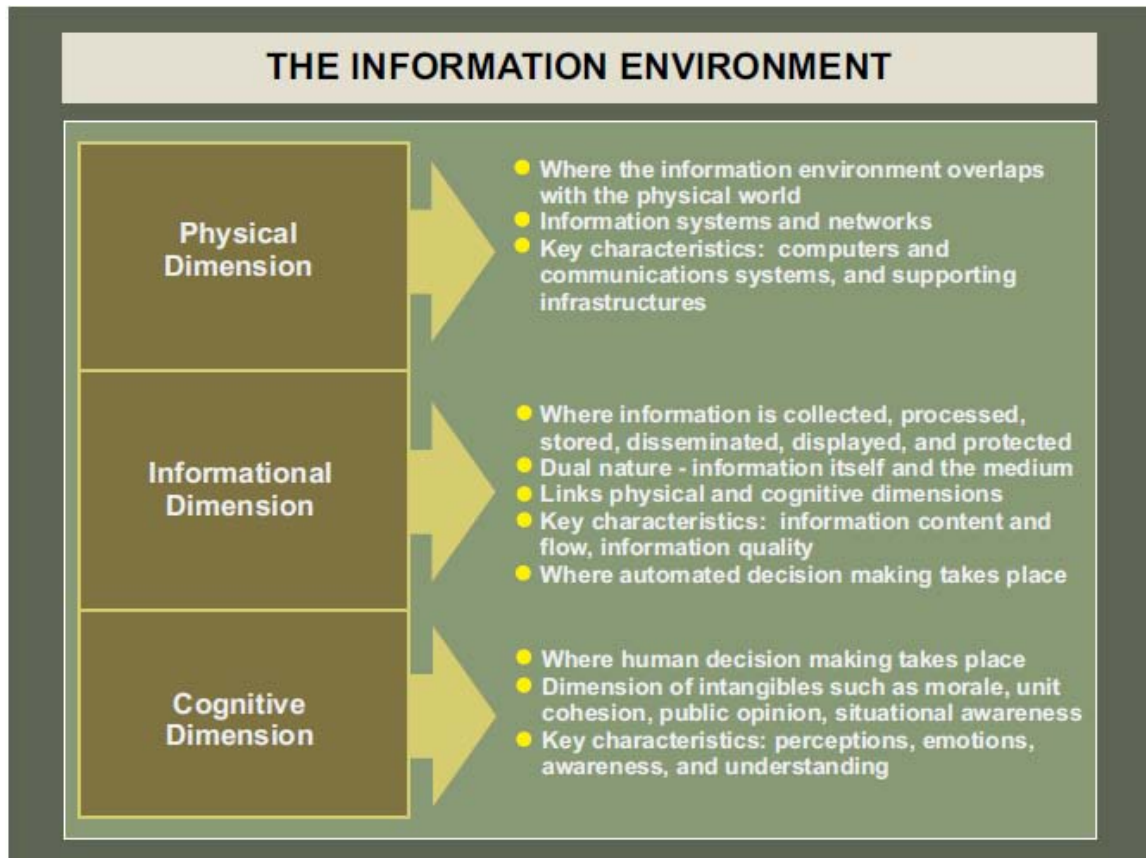 THE INFORMATION ENVIRONMENT
Physical
Dimension
Where the information environment overlaps
with the physical world
Information systems and networks
Key characteristics: computers and
communications systems, and supporting
infrastructures
Informational
Dimension
Where information is collected, processed,
stored, disseminated, displayed, and protected
Dual nature - information itself and the medium
Links physical and cognitive dimensions
Key characteristics: information content and
flow, information quality
Where automated decision making takes place
Cognitive
Dimension
Where human decision making takes place
Dimension of intangibles such as morale, unit
cohesion, public opinion, situational awareness
Key characteristics: perceptions, emotions,
awareness, and understanding